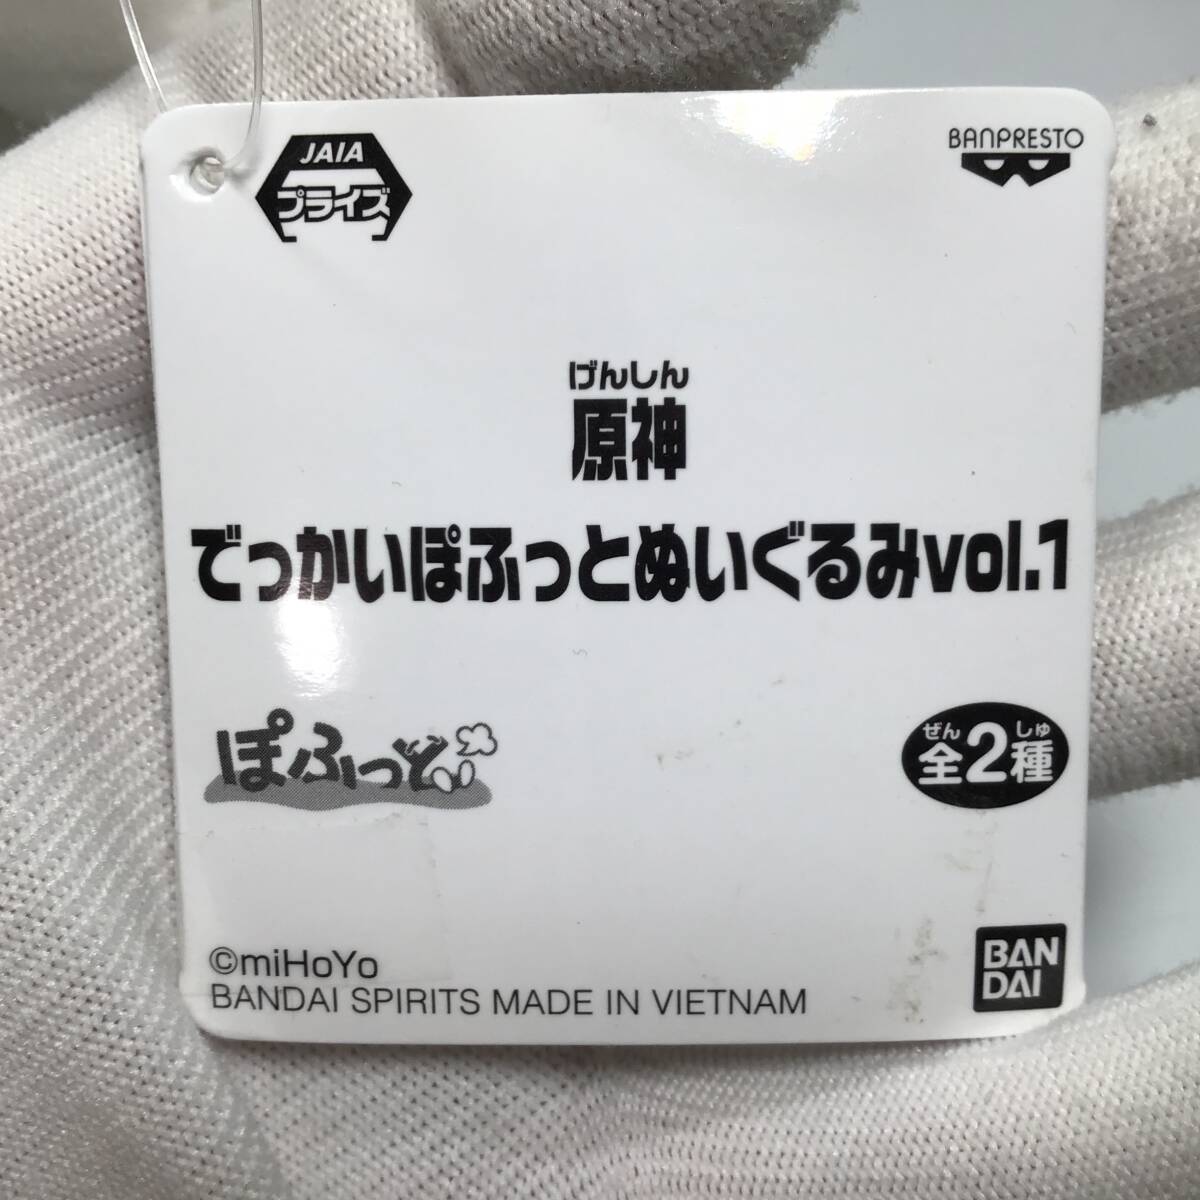 JAIA
プライズ
BANPRESTO
げんしん
原神
でっかいぽふっとぬいぐるみvol.1
ぽふっと
ぜん しゅ
全2種
©miHoYo
BANDAI SPIRITS MADE IN VIETNAM
BAN
DAI